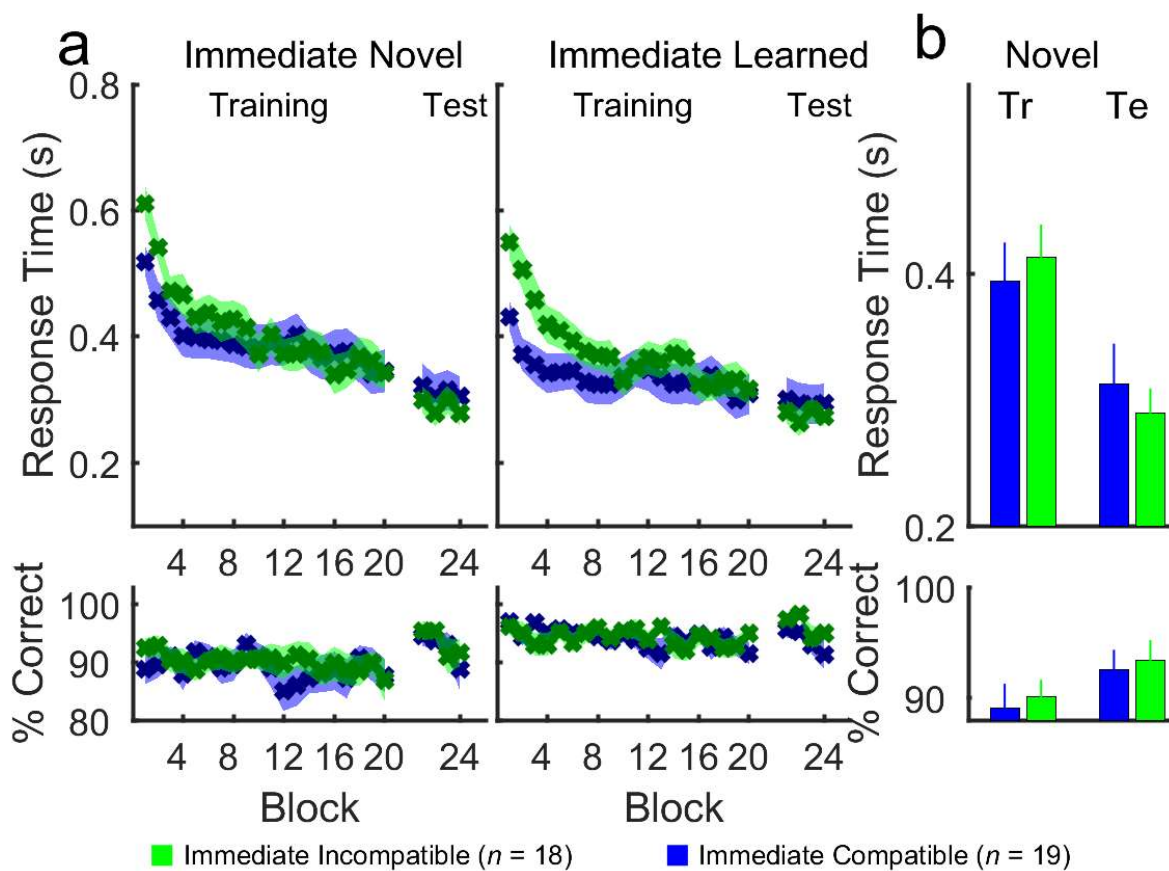 a
Immediate Novel
Immediate Learned
b
Novel
Training
Test
Training
Test
Tr
Te
Response Time (s)
0.8
0.6
0.4
0.2
Response Time (s)
0.4
0.2
4 8 12 16 20 24
4 8 12 16 20 24
% Correct
100
90
80
% Correct
100
90
4 8 12 16 20 24
4 8 12 16 20 24
Block
Block
Immediate Incompatible (n = 18)
Immediate Compatible (n = 19)